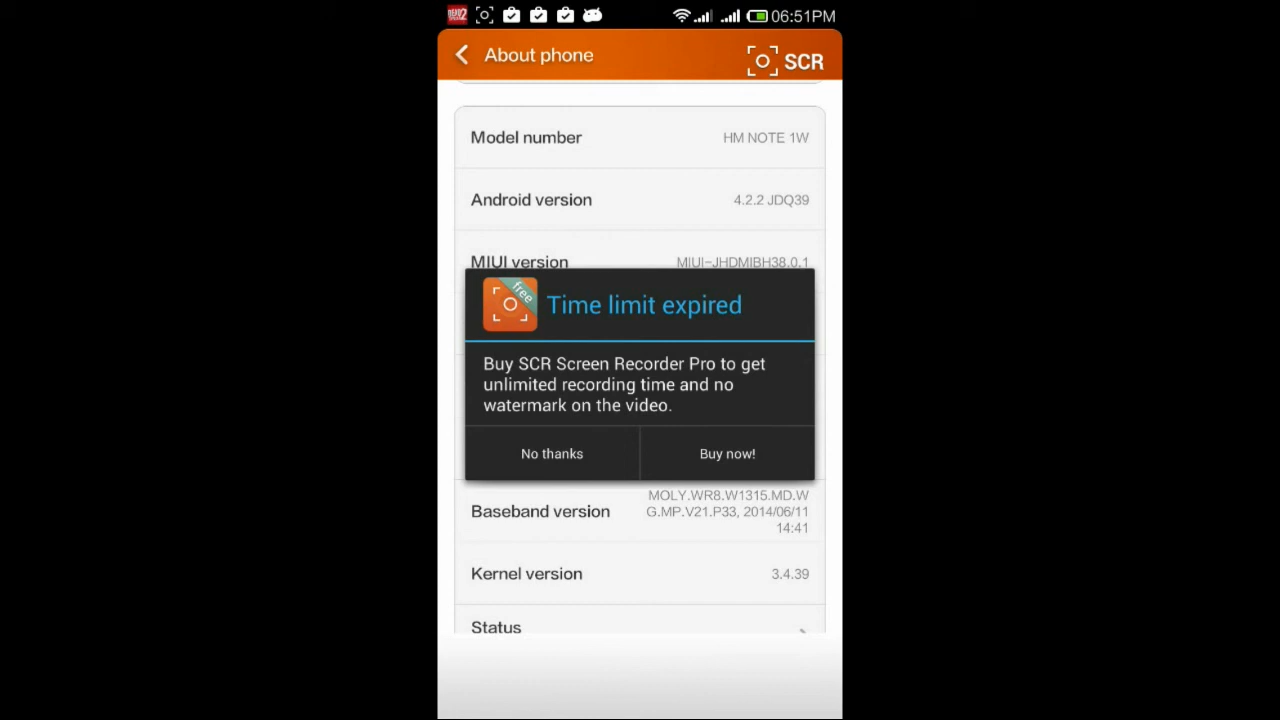 06:51PM
About phone
SCR
Model number
HM NOTE 1W
Android version
4.2.2 JDQ39
MIUI version
MIUI-JHDMIBH38.0.1
free
Time limit expired
Buy SCR Screen Recorder Pro to get
unlimited recording time and no
watermark on the video.
No thanks
Buy now!
Baseband version
MOLY.WR8.W1315.MD.W
G.MP.V21.P33, 2014/06/11
14:41
Kernel version
3.4.39
Status